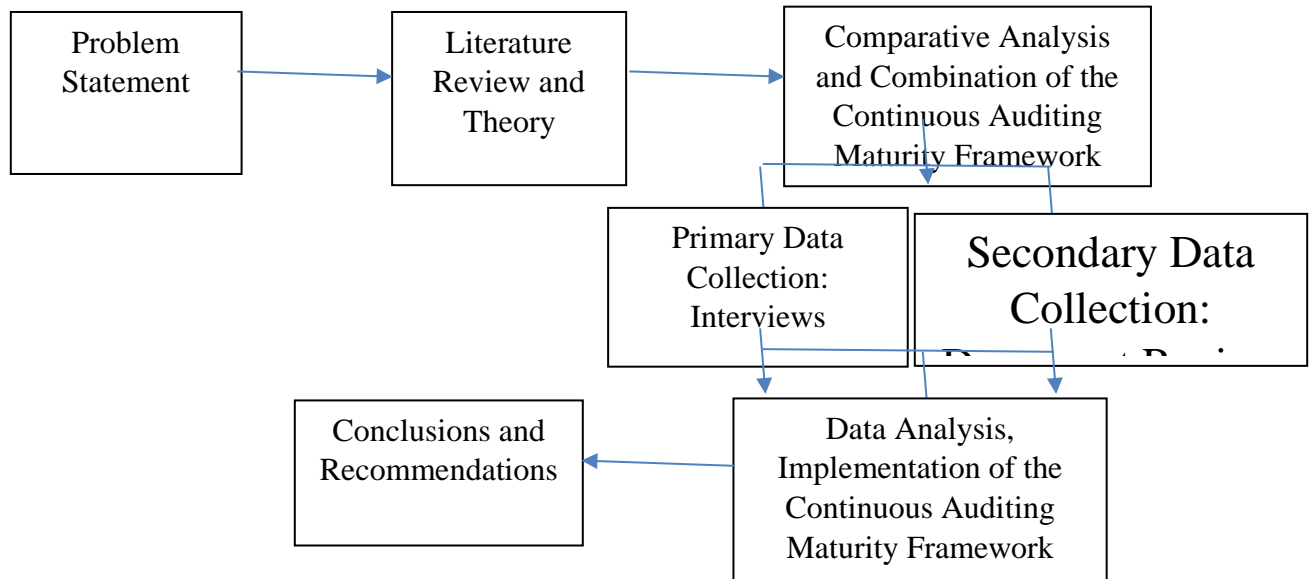 Problem
Statement
Literature
Review and
Theory
Comparative Analysis
and Combination of the
Continuous Auditing
Maturity Framework
Primary Data
Collection:
Interviews
Secondary Data
Collection:
Data Analysis,
Implementation of the
Continuous Auditing
Maturity Framework
Conclusions and
Recommendations